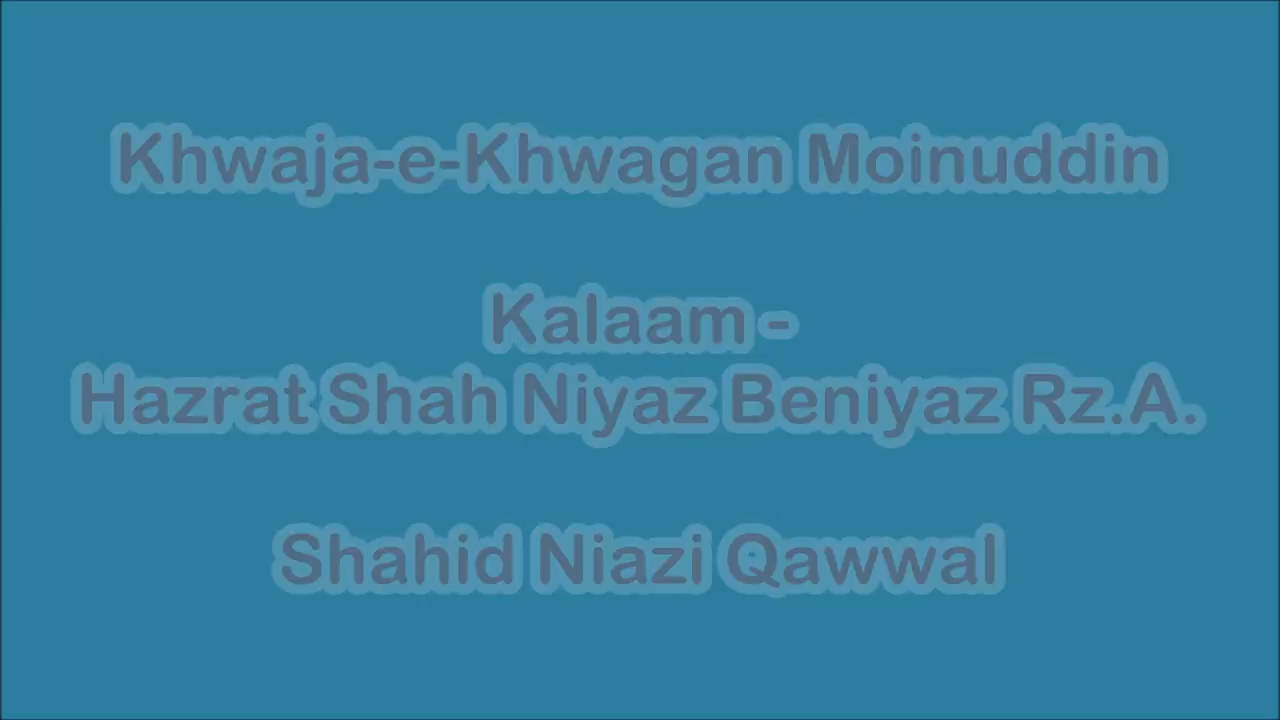 Khwaja-e-Khwagan Moinuddin
Kalaam -
Hazrat Shah Niyaz Beniyaz Rz.A.
Shahid Niazi Qawwal